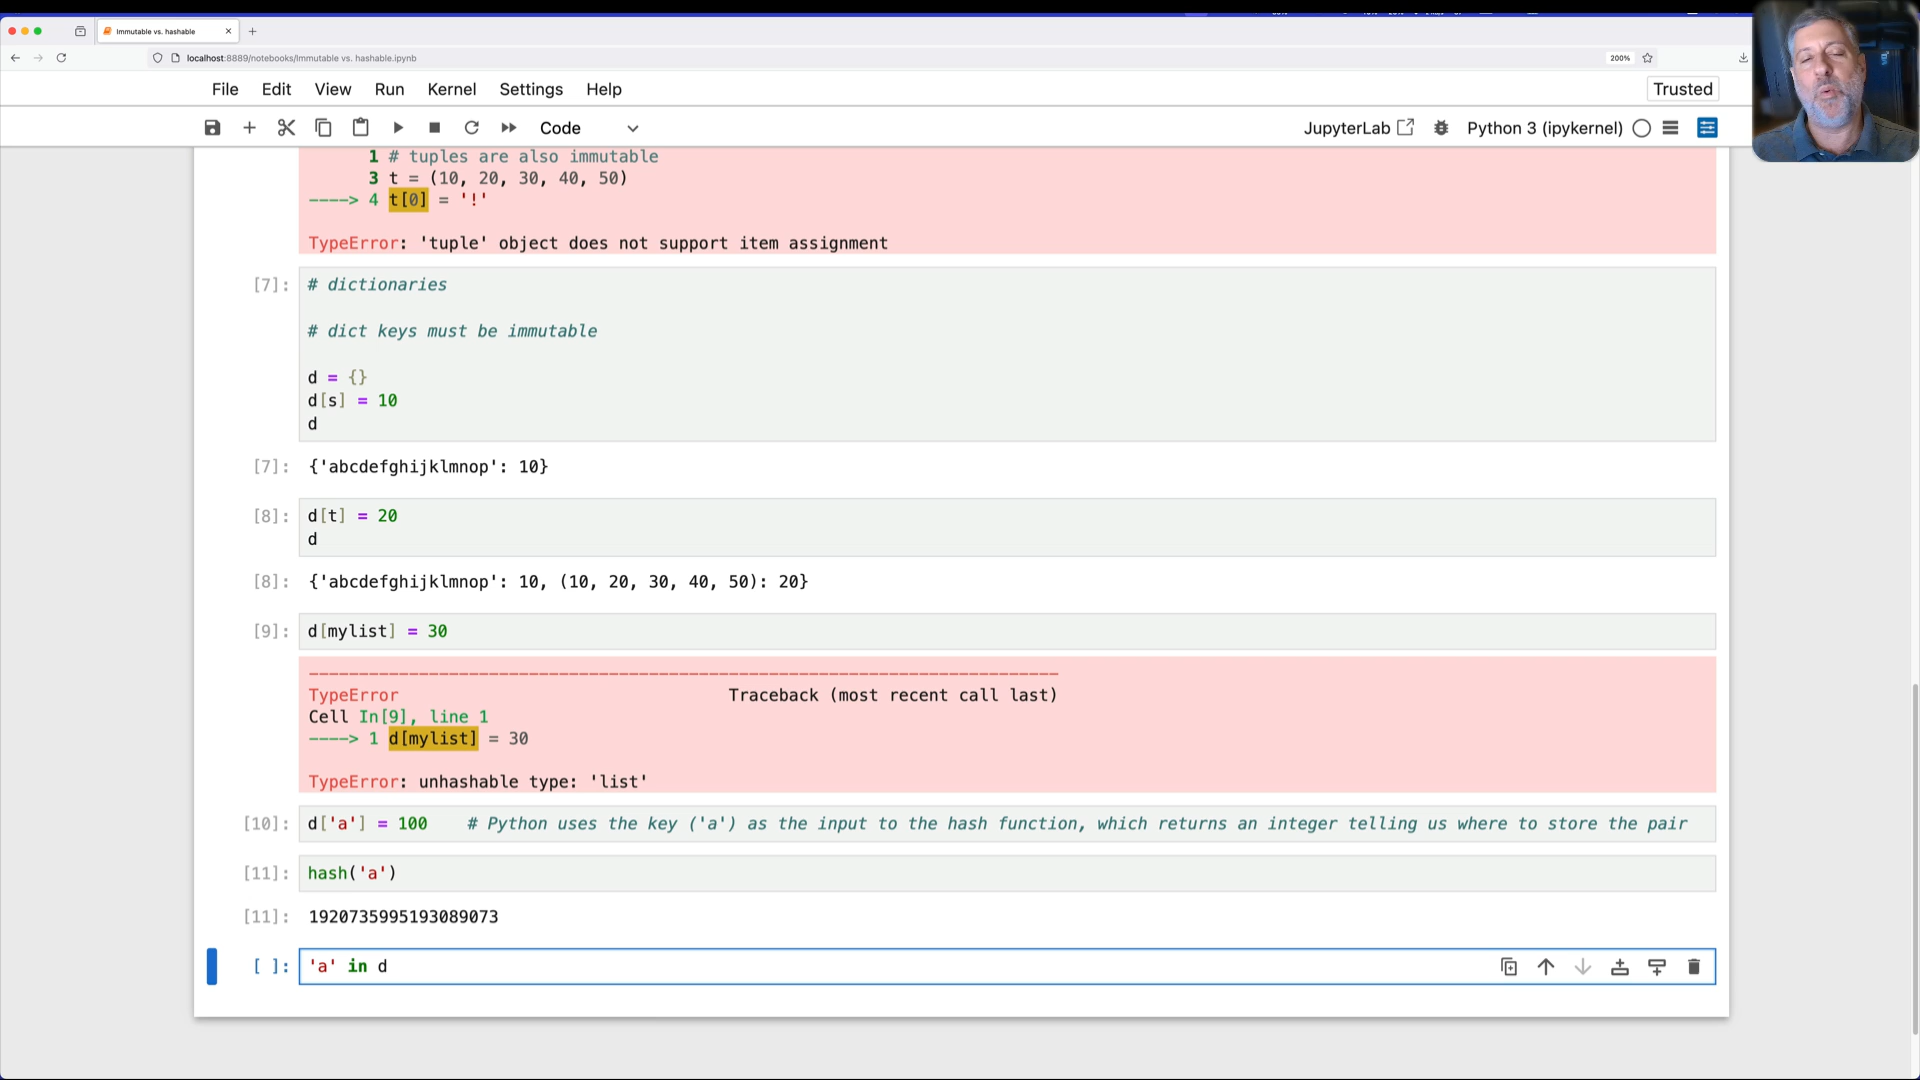 Immutable vs. hashable
localhost:8889/notebooks/Immutable vs. hashable.ipynb
200%
File Edit View Run Kernel Settings Help
Trusted
Code
JupyterLab
Python 3 (ipykernel)
1 # tuples are also immutable
3 t = (10, 20, 30, 40, 50)
----> 4 t[0] = '!'
TypeError: 'tuple' object does not support item assignment
[7]: # dictionaries
# dict keys must be immutable
d = {}
d[s] = 10
d
[7]: {'abcdefghijklmnop': 10}
[8]: d[t] = 20
d
[8]: {'abcdefghijklmnop': 10, (10, 20, 30, 40, 50): 20}
[9]: d[mylist] = 30
---------------------------------------------------------------------------
TypeError Traceback (most recent call last)
Cell In[9], line 1
----> 1 d[mylist] = 30
TypeError: unhashable type: 'list'
[10]: d['a'] = 100 # Python uses the key ('a') as the input to the hash function, which returns an integer telling us where to store the pair
[11]: hash('a')
[11]: 1920735995193089073
[ ]: 'a' in d